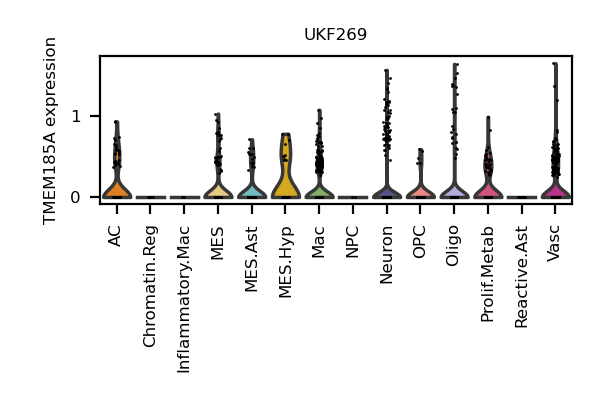 UKF269
TMEM185A expression
1
0
AC
Chromatin.Reg
Inflammatory.Mac
MES
MES.Ast
MES.Hyp
Mac
NPC
Neuron
OPC
Oligo
Prolif.Metab
Reactive.Ast
Vasc